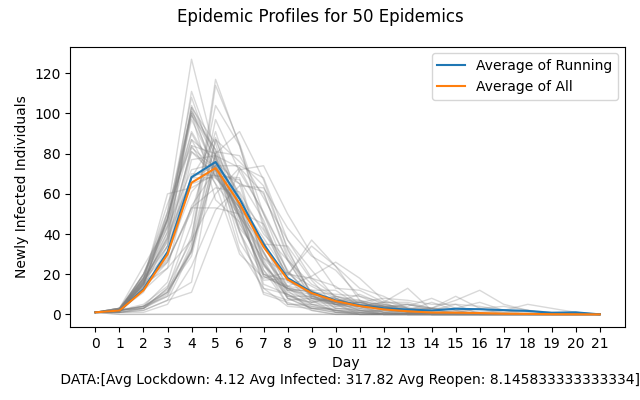 Epidemic Profiles for 50 Epidemics
Average of Running
Average of All
Newly Infected Individuals
120
100
80
60
40
20
0
0 1 2 3 4 5 6 7 8 9 10 11 12 13 14 15 16 17 18 19 20 21
Day
DATA:[Avg Lockdown: 4.12 Avg Infected: 317.82 Avg Reopen: 8.145833333333334]